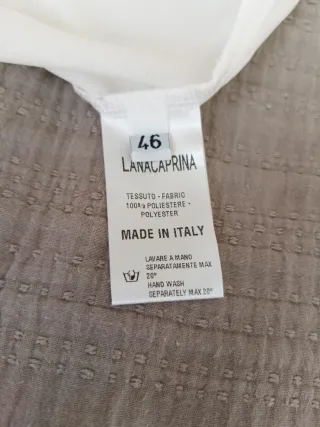 46
LANACAPRINA
TESSUTO - FABRIC
100% POLIESTERE -
POLYESTER
MADE IN ITALY
LAVARE A MANO
SEPARATAMENTE MAX
20°
HAND WASH
SEPARATELY MAX 20°